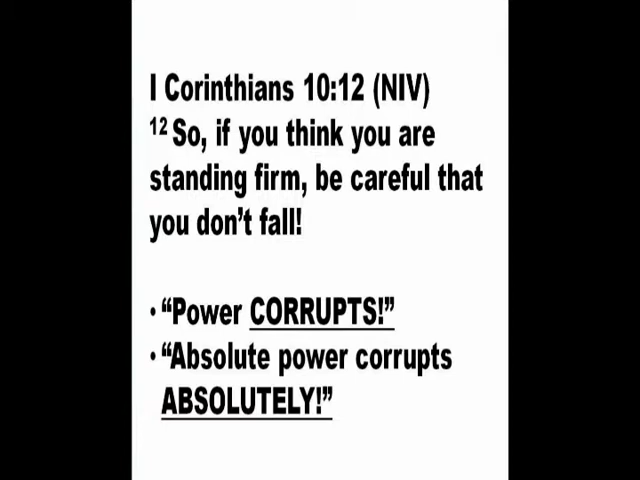 I Corinthians 10:12 (NIV)
12 So, if you think you are
standing firm, be careful that
you don't fall!
• “Power CORRUPTS!”
• “Absolute power corrupts
ABSOLUTELY!”